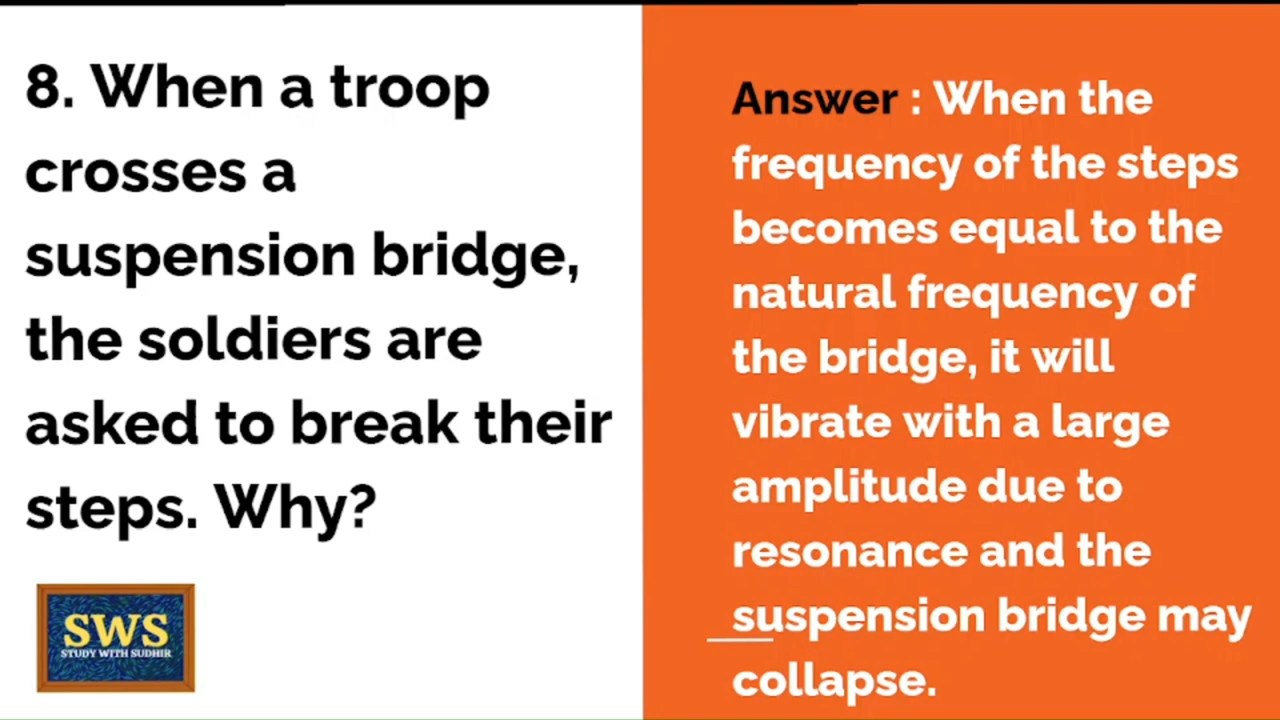 8. When a troop
crosses a
suspension bridge,
the soldiers are
asked to break their
steps. Why?
SWS
STUDY WITH SUDHIR
Answer : When the
frequency of the steps
becomes equal to the
natural frequency of
the bridge, it will
vibrate with a large
amplitude due to
resonance and the
suspension bridge may
collapse.